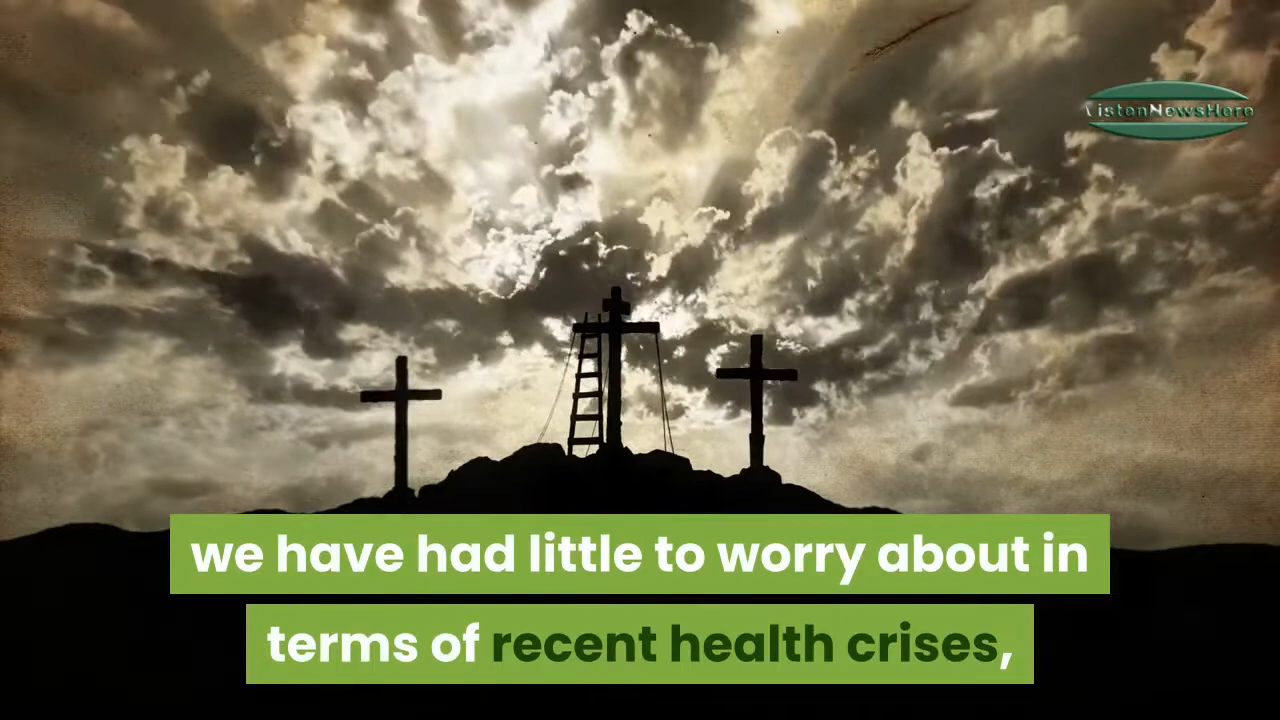 ListenNewsHere
we have had little to worry about in
terms of recent health crises,